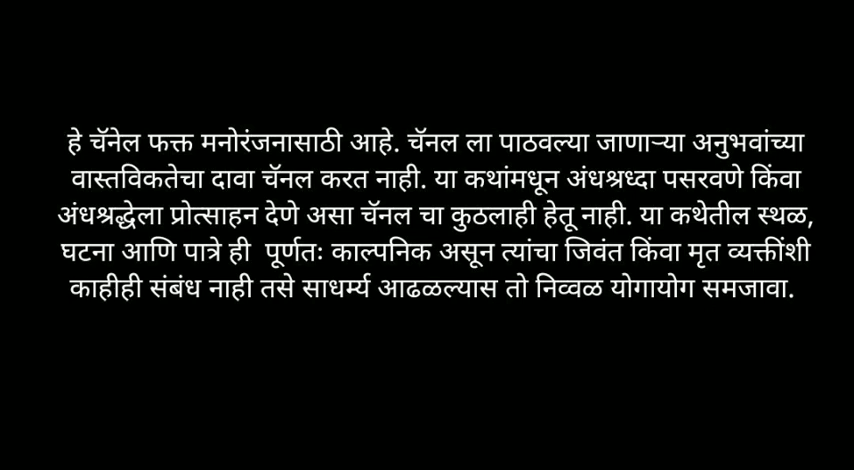 हे चॅनेल फक्त मनोरंजनासाठी आहे. चॅनल ला पाठवल्या जाणाऱ्या अनुभवांच्या
वास्तविकतेचा दावा चॅनल करत नाही. या कथांमधून अंधश्रध्दा पसरवणे किंवा
अंधश्रद्धेला प्रोत्साहन देणे असा चॅनल चा कुठलाही हेतू नाही. या कथेतील स्थळ,
घटना आणि पात्रे ही पूर्णतः काल्पनिक असून त्यांचा जिवंत किंवा मृत व्यक्तींशी
काहीही संबंध नाही तसे साधर्म्य आढळल्यास तो निव्वळ योगायोग समजावा.